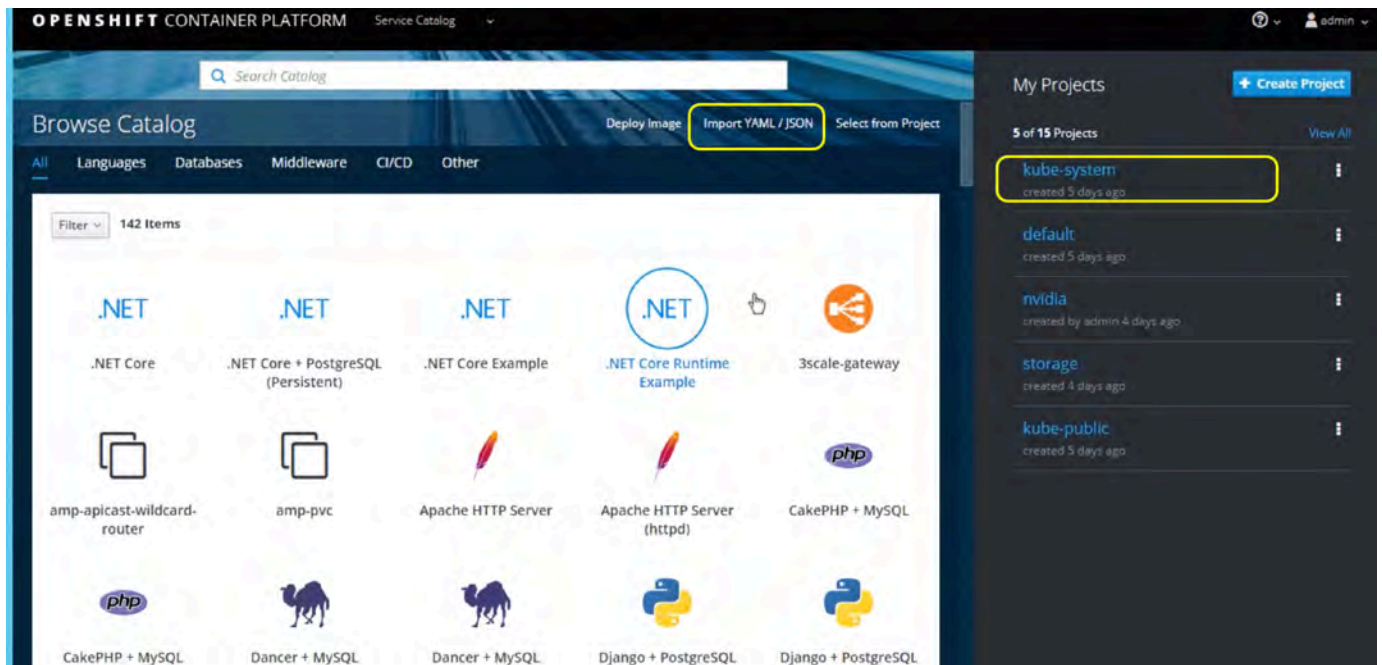 OPENSHIFT CONTAINER PLATFORM Service Catalog
admin
Search Catalog
Browse Catalog
Deploy Image Import YAML / JSON Select from Project
All Languages Databases Middleware CI/CD Other
Filter 142 Items
.NET
.NET Core
.NET
.NET Core + PostgreSQL
(Persistent)
.NET
.NET Core Example
.NET
.NET Core Runtime
Example
3scale-gateway
amp-apicast-wildcard-
router
amp-pvc
Apache HTTP Server
Apache HTTP Server
(httpd)
php
CakePHP + MySQL
php
CakePHP + MySQL
Dancer + MySQL
Dancer + MySQL
Django + PostgreSQL
Django + PostgreSQL
My Projects
+ Create Project
5 of 15 Projects View All
kube-system
created 5 days ago
default
created 5 days ago
nvidia
created by admin 4 days ago
storage
created 4 days ago
kube-public
created 5 days ago